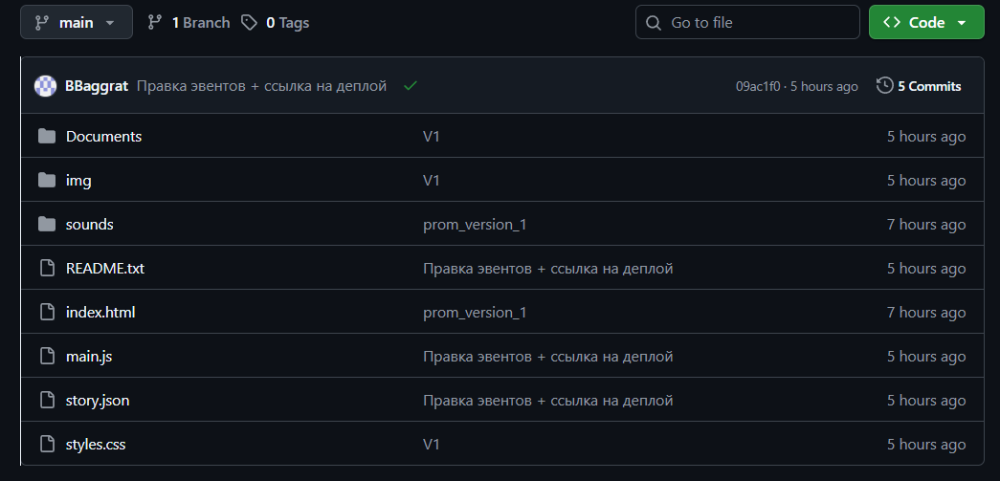 main 1 Branch 0 Tags Go to file Code
BBaggrat Правка эвентов + ссылка на деплой 09ac1f0 · 5 hours ago 5 Commits
Documents V1 5 hours ago
img V1 5 hours ago
sounds prom_version_1 7 hours ago
README.txt Правка эвентов + ссылка на деплой 5 hours ago
index.html prom_version_1 7 hours ago
main.js Правка эвентов + ссылка на деплой 5 hours ago
story.json Правка эвентов + ссылка на деплой 5 hours ago
styles.css V1 5 hours ago